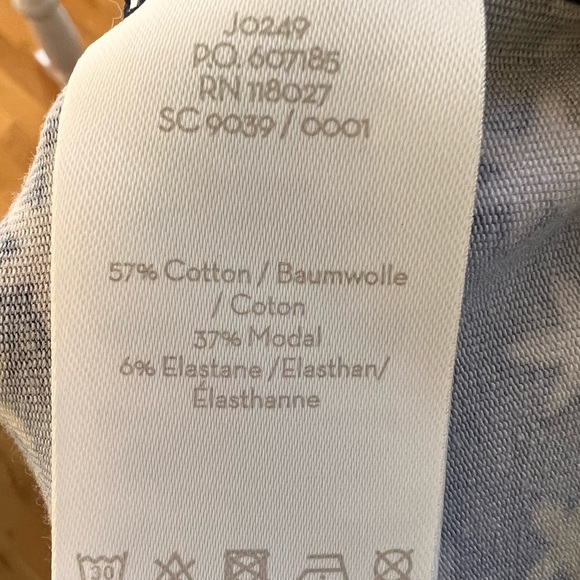 J0249
P.O. 607185
RN 118027
SC 9039 / 0001
57% Cotton / Baumwolle
/ Coton
37% Modal
6% Elastane /Elasthan/
Élasthanne
30